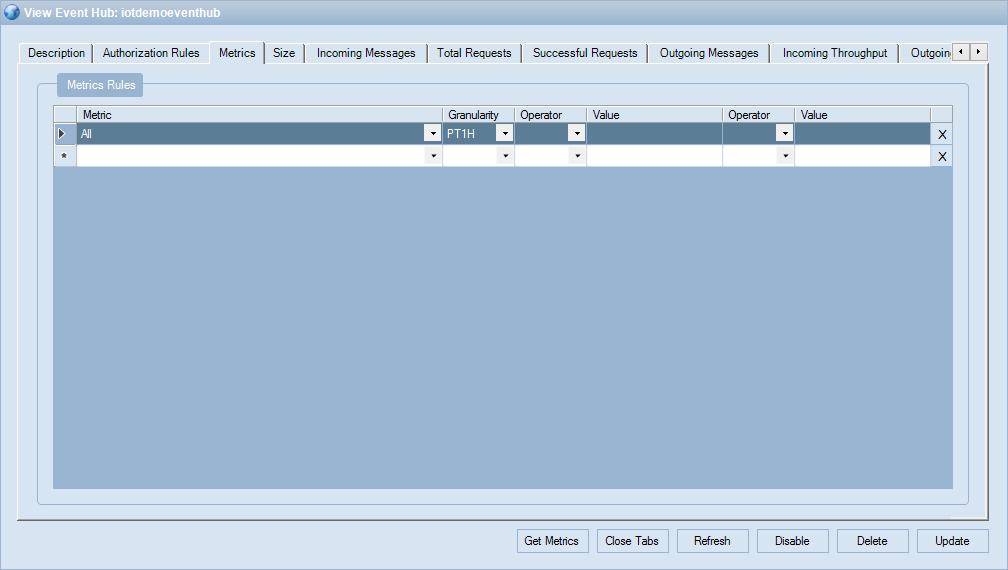 View Event Hub: iotdemoeventhub
Description Authorization Rules Metrics Size Incoming Messages Total Requests Successful Requests Outgoing Messages Incoming Throughput
Metrics Rules
Metric Granularity Operator Value Operator Value
All PT1H X
* X
Get Metrics Close Tabs Refresh Disable Delete Update